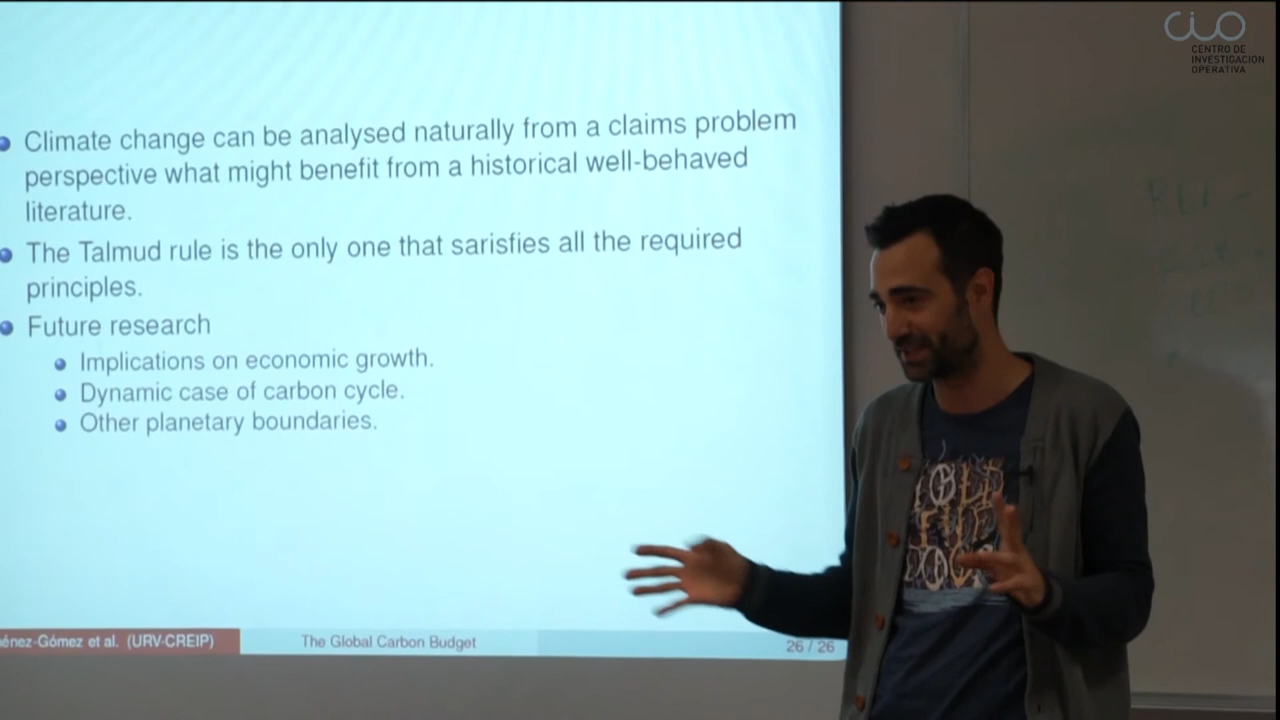 CIO
CENTRO DE
INVESTIGACIÓN
OPERATIVA
Climate change can be analysed naturally from a claims problem
perspective what might benefit from a historical well-behaved
literature.
The Talmud rule is the only one that sarisfies all the required
principles.
Future research
Implications on economic growth.
Dynamic case of carbon cycle.
Other planetary boundaries.
énez-Gómez et al. (URV-CREIP)
The Global Carbon Budget
26 / 26